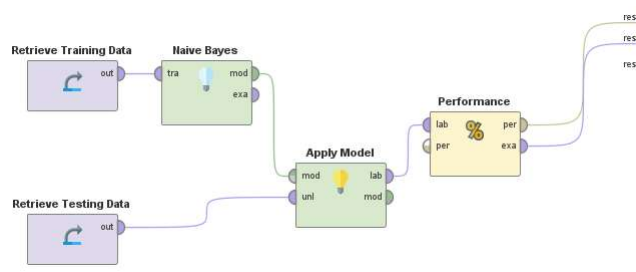 res
res
res
Retrieve Training Data
out
Naive Bayes
tra
mod
exa
Performance
lab
per
%
per
exa
Apply Model
mod
lab
unl
mod
Retrieve Testing Data
out